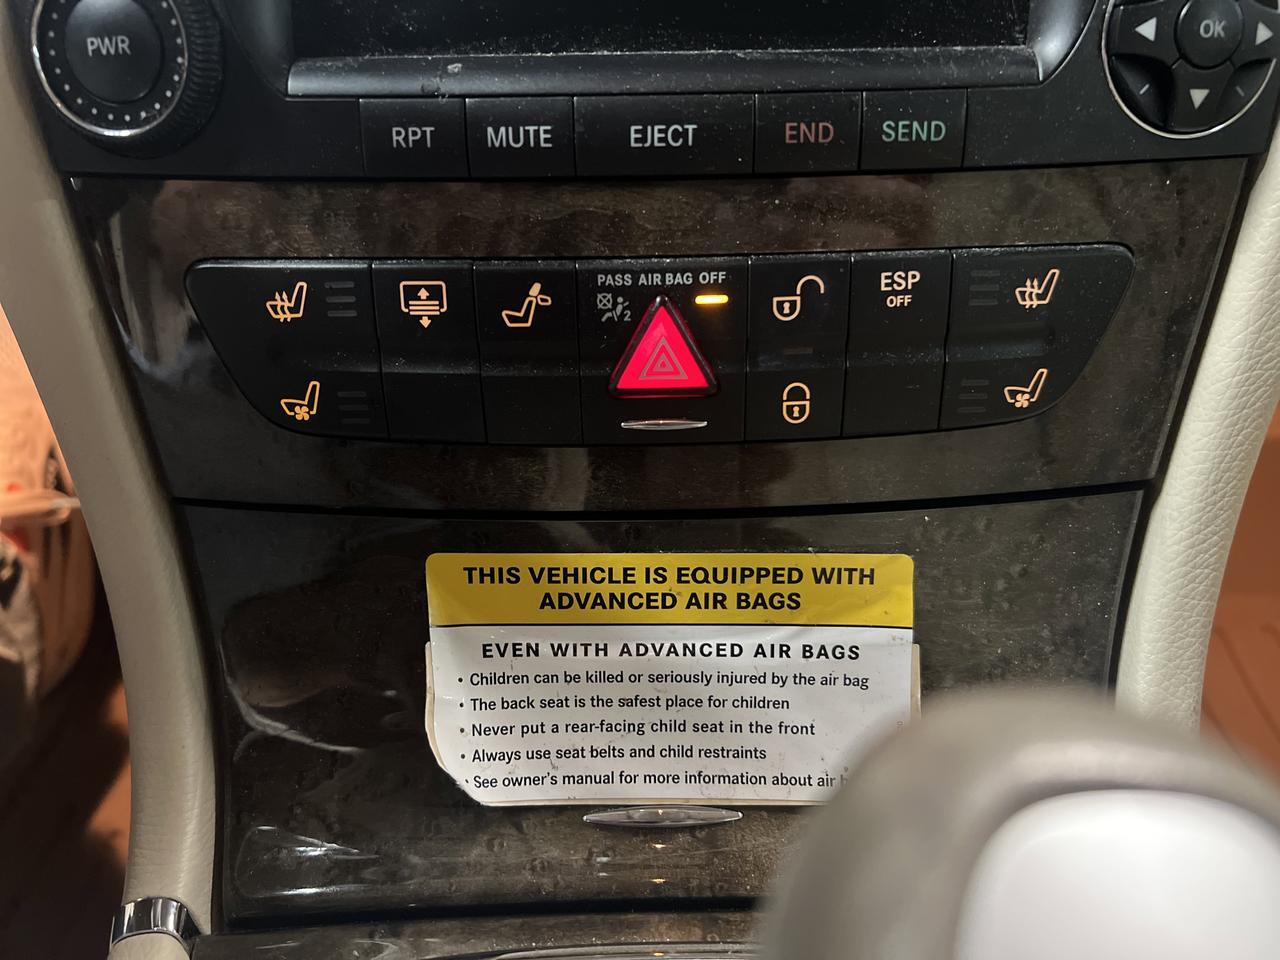 PWR
OK
RPT
MUTE
EJECT
END
SEND
PASS AIR BAG OFF
2
ESP
OFF
THIS VEHICLE IS EQUIPPED WITH
ADVANCED AIR BAGS
EVEN WITH ADVANCED AIR BAGS
• Children can be killed or seriously injured by the air bag
• The back seat is the safest place for children
• Never put a rear-facing child seat in the front
• Always use seat belts and child restraints
• See owner's manual for more information about air